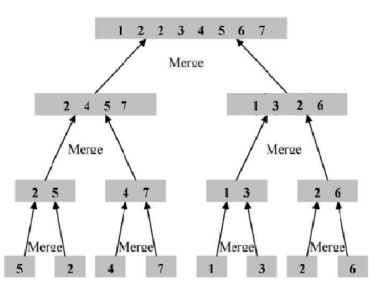 1 2 2 3 4 5 6 7
Merge
2 4 5 7 1 3 2 6
Merge Merge
2 5 4 7 1 3 2 6
Merge Merge Merge Merge
5 2 4 7 1 3 2 6